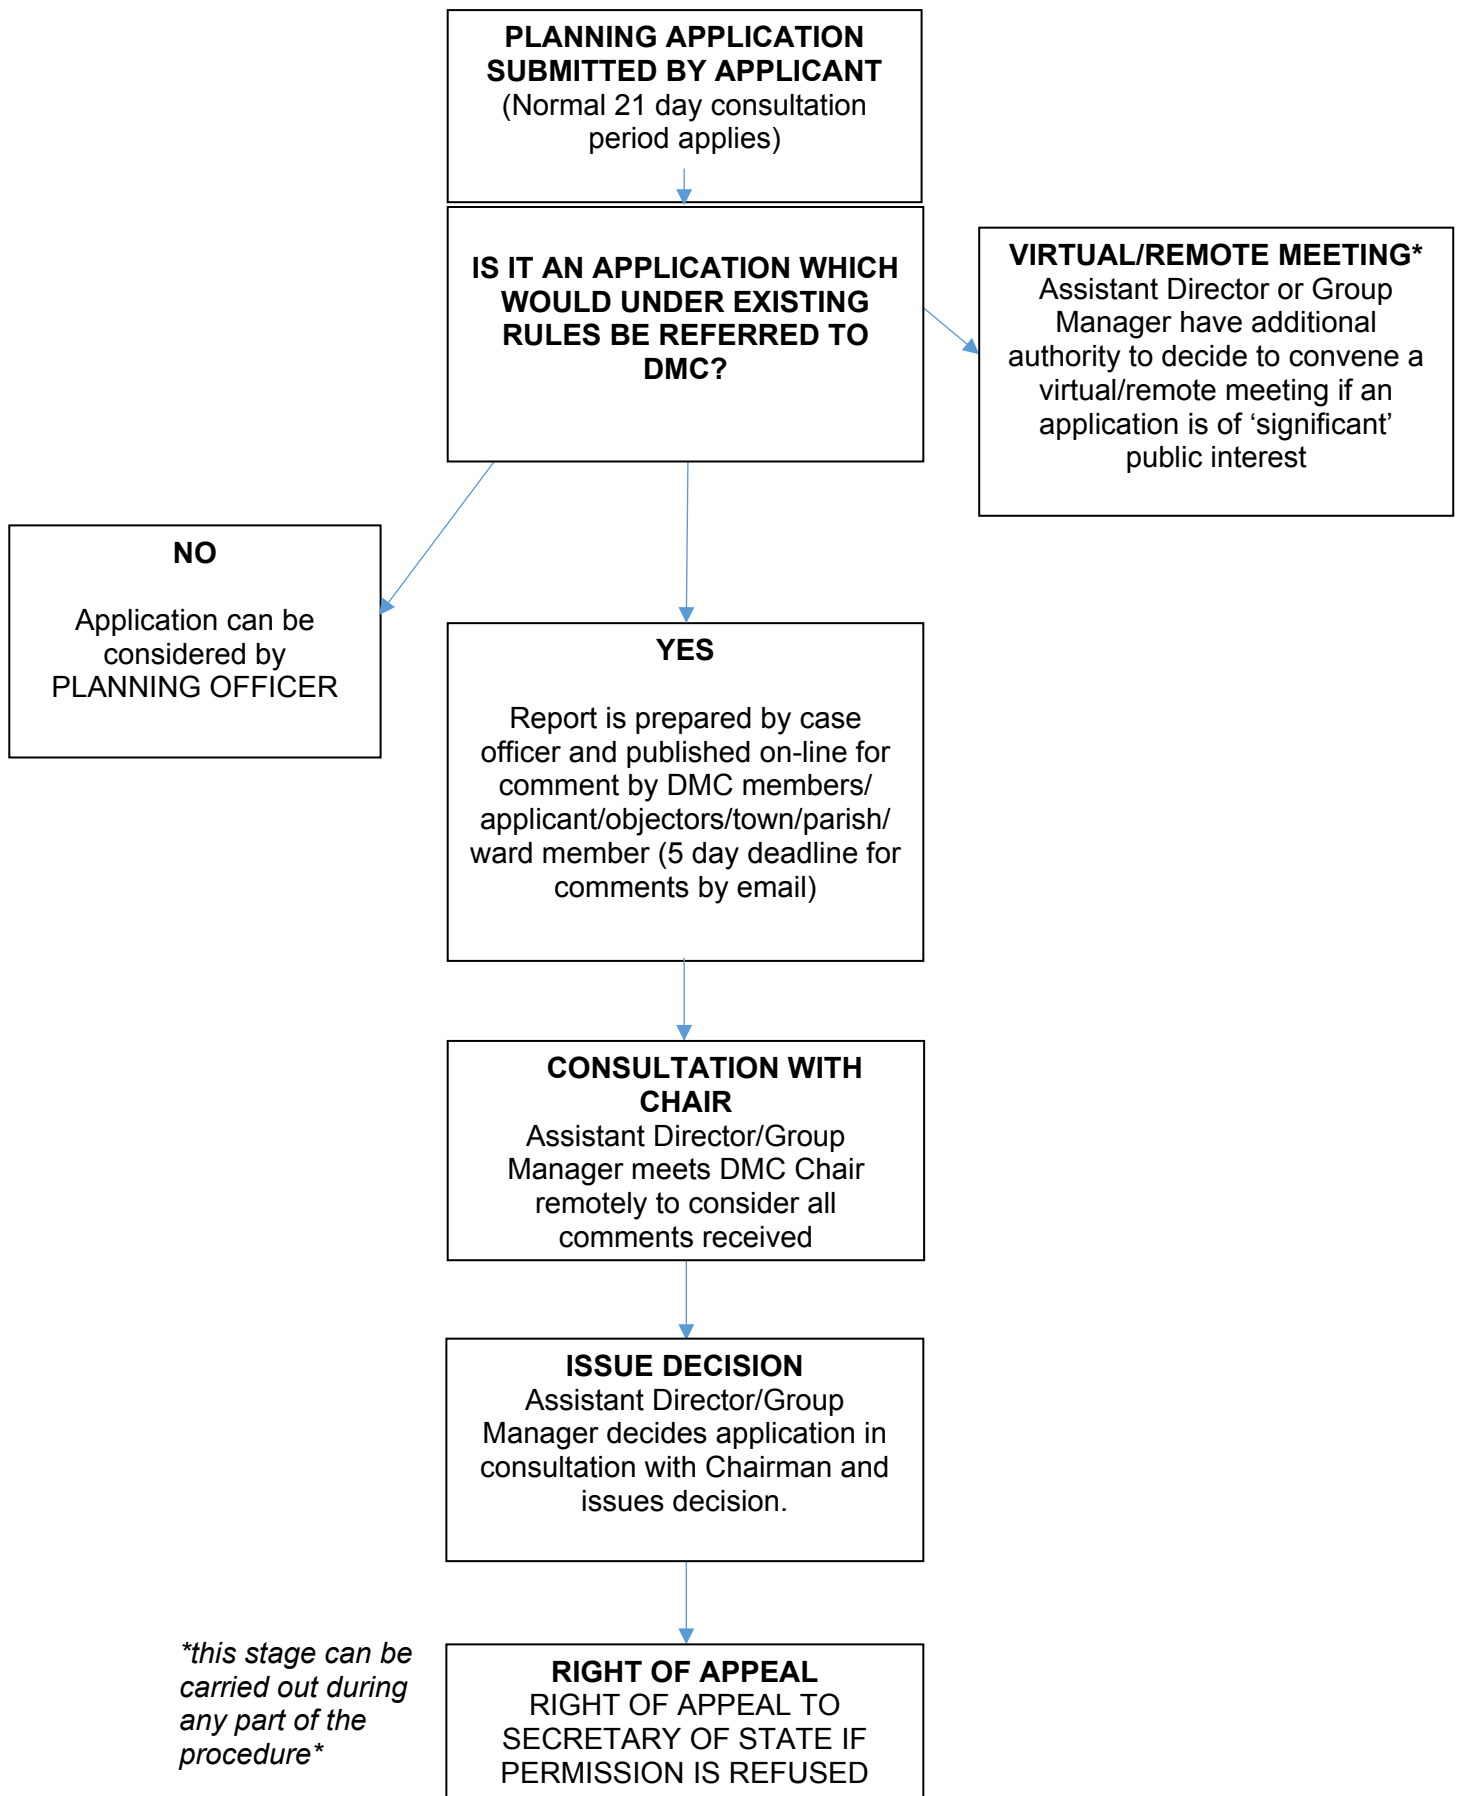 PLANNING APPLICATION
SUBMITTED BY APPLICANT
(Normal 21 day consultation
period applies)
IS IT AN APPLICATION WHICH
WOULD UNDER EXISTING
RULES BE REFERRED TO
DMC?
VIRTUAL/REMOTE MEETING*
Assistant Director or Group
Manager have additional
authority to decide to convene a
virtual/remote meeting if an
application is of ‘significant’
public interest
NO
Application can be
considered by
PLANNING OFFICER
YES
Report is prepared by case
officer and published on-line for
comment by DMC members/
applicant/objectors/town/parish/
ward member (5 day deadline for
comments by email)
CONSULTATION WITH
CHAIR
Assistant Director/Group
Manager meets DMC Chair
remotely to consider all
comments received
ISSUE DECISION
Assistant Director/Group
Manager decides application in
consultation with Chairman and
issues decision.
*this stage can be
carried out during
any part of the
procedure*
RIGHT OF APPEAL
RIGHT OF APPEAL TO
SECRETARY OF STATE IF
PERMISSION IS REFUSED